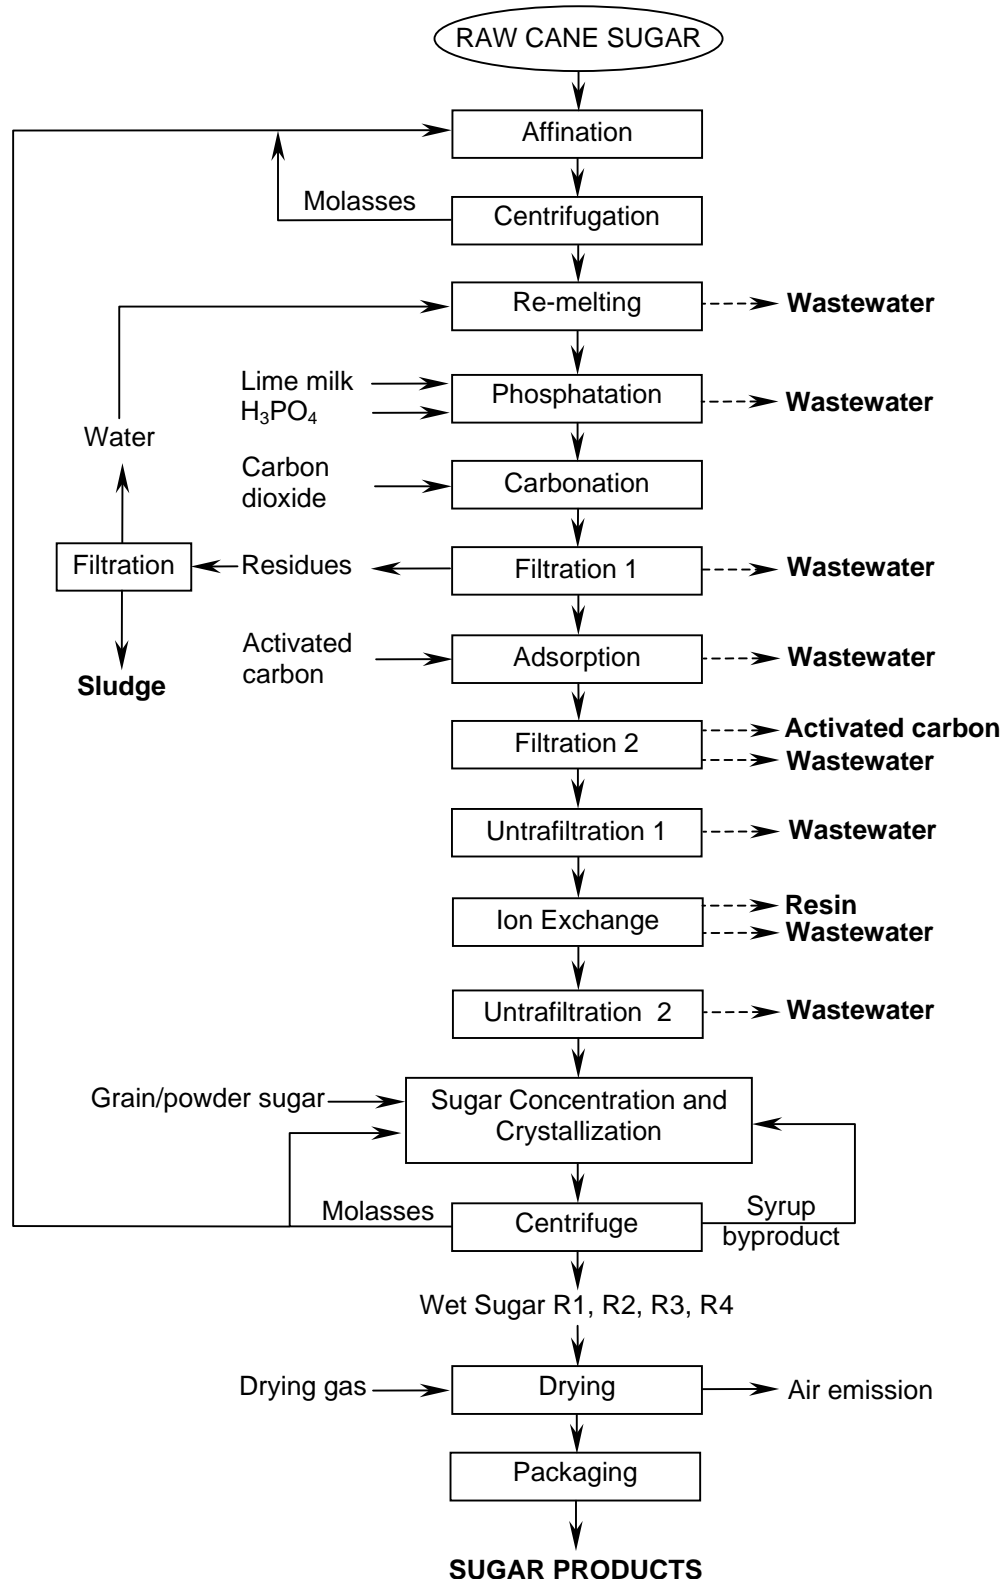 RAW CANE SUGAR
Affination
Molasses
Centrifugation
Re-melting
Wastewater
Lime milk
H₃PO₄
Phosphatation
Wastewater
Water
Carbon
dioxide
Carbonation
Filtration
Residues
Filtration 1
Wastewater
Activated
carbon
Adsorption
Wastewater
Sludge
Filtration 2
Activated carbon
Wastewater
Untrafiltration 1
Wastewater
Ion Exchange
Resin
Wastewater
Untrafiltration 2
Wastewater
Grain/powder sugar
Sugar Concentration and
Crystallization
Molasses
Centrifuge
Syrup
byproduct
Wet Sugar R1, R2, R3, R4
Drying gas
Drying
Air emission
Packaging
SUGAR PRODUCTS